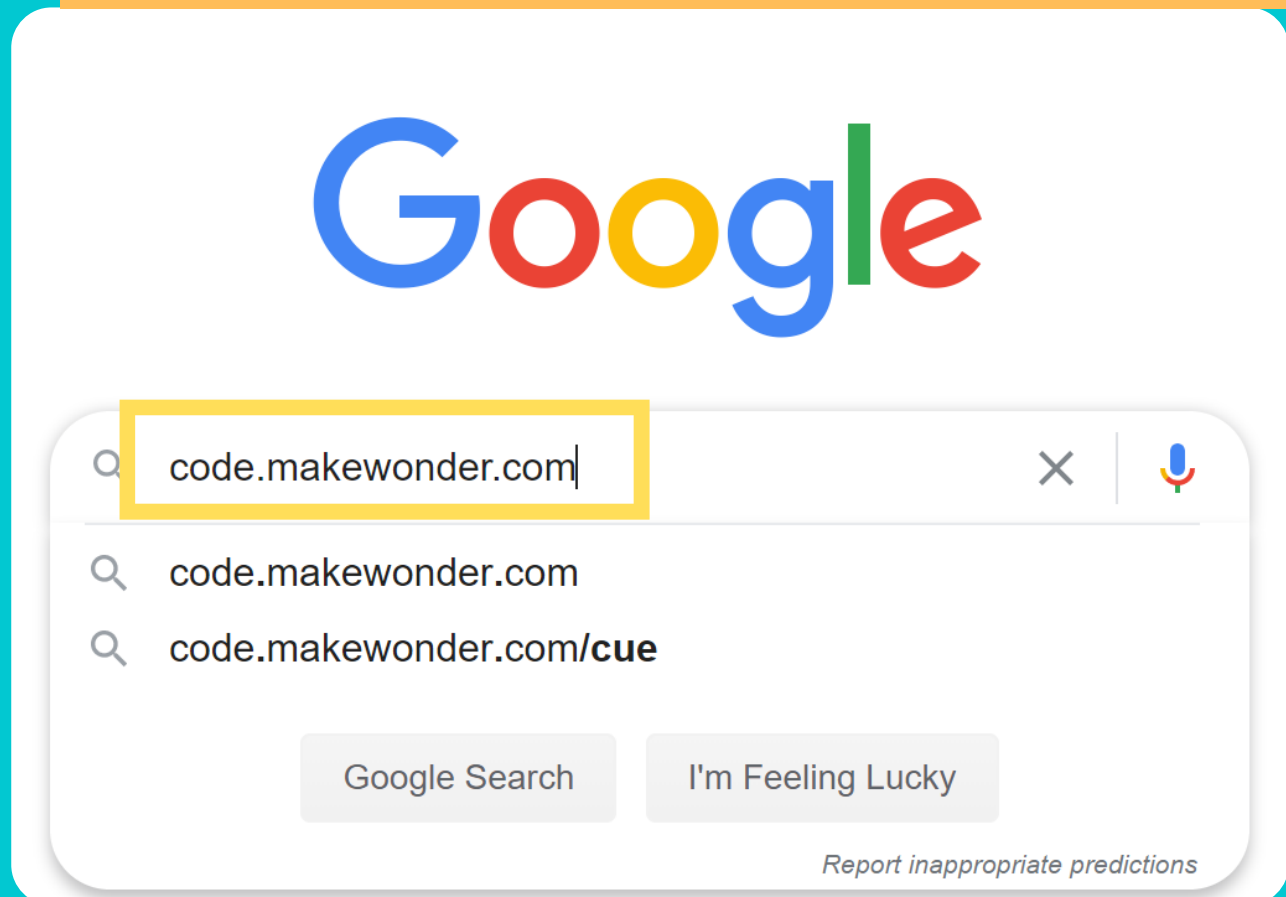 Google
code.makewonder.com
code.makewonder.com
code.makewonder.com/cue
Google Search
I'm Feeling Lucky
Report inappropriate predictions